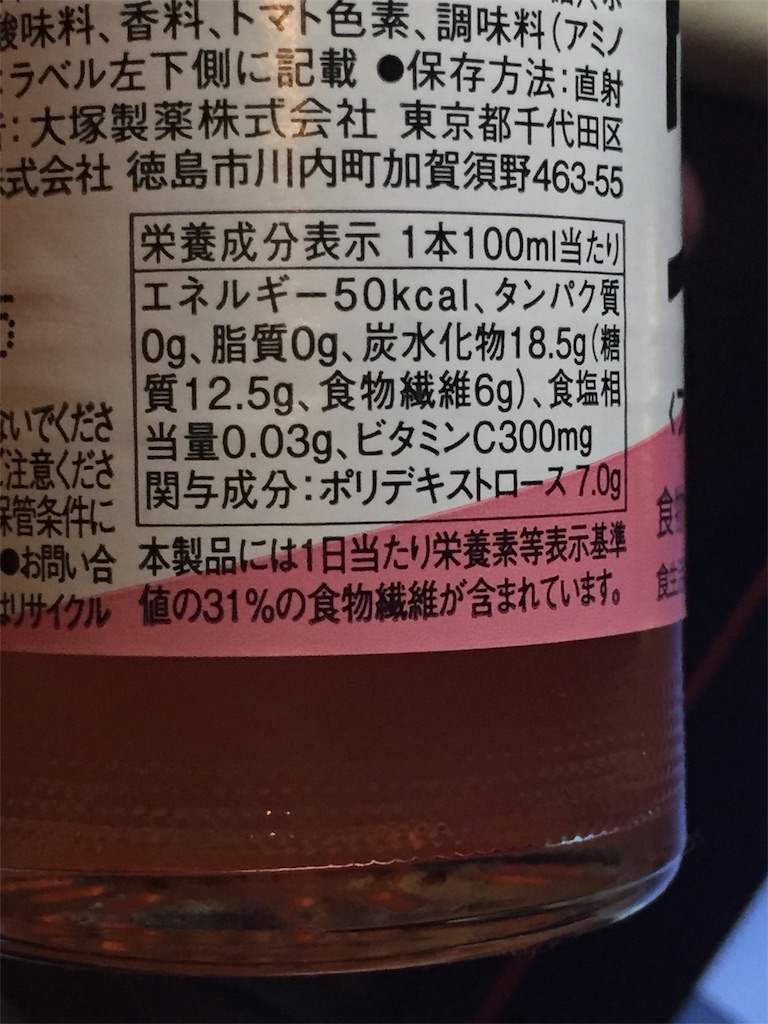 酸味料、香料、トマト色素、調味料(アミノ
ラベル左下側に記載 ●保存方法:直射
:大塚製薬株式会社 東京都千代田区
式会社 徳島市川内町加賀須野463-55
栄養成分表示 1本100ml当たり
エネルギー50kcal、タンパク質
0g、脂質0g、炭水化物18.5g(糖
質12.5g、食物繊維6g)、食塩相
当量0.03g、ビタミンC300mg
関与成分:ポリデキストロース 7.0g
本製品には1日当たり栄養素等表示基準
値の31%の食物繊維が含まれています。
ないでくださ
ご注意くださ
保管条件に
●お問い合
はリサイクル
食物
食生